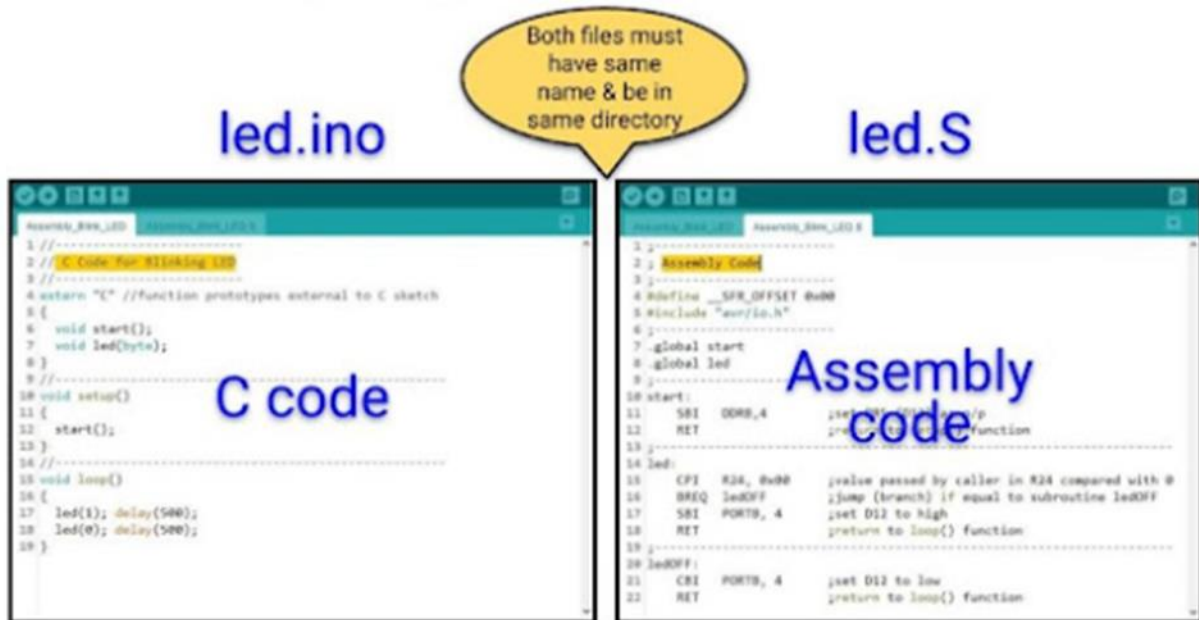 Both files must
have same
name & be in
same directory
led.ino
led.S
Assembly_Blink_LED
1 //-------------------------
2 // C Code for Blinking LED
3 //-------------------------
4 extern "C" //function prototypes external to C sketch
5 {
6 void start();
7 void led(byte);
8 }
9 //----------------------------------------------------
10 void setup()
11 {
12 start();
13 }
14 //----------------------------------------------------
15 void loop()
16 {
17 led(1); delay(500);
18 led(0); delay(500);
19 }
C code
Assembly_Blink_LED.S
1 ;------------------------
2 ; Assembly Code
3 ;------------------------
4 #define __SFR_OFFSET 0x00
5 #include "avr/io.h"
6 ;------------------------
7 .global start
8 .global led
9 ;------------------------
10 start:
11 SBI DDRB,4 ;set
12 RET function
13 ;----------------------------------------------------
14 led:
15 CPI R24, 0x00 ;value passed by caller in R24 compared with 0
16 BREQ ledOFF ;jump (branch) if equal to subroutine ledOFF
17 SBI PORTB, 4 ;set D12 to high
18 RET ;return to loop() function
19 ;----------------------------------------------------
20 ledOFF:
21 CBI PORTB, 4 ;set D12 to low
22 RET ;return to loop() function
Assembly
code